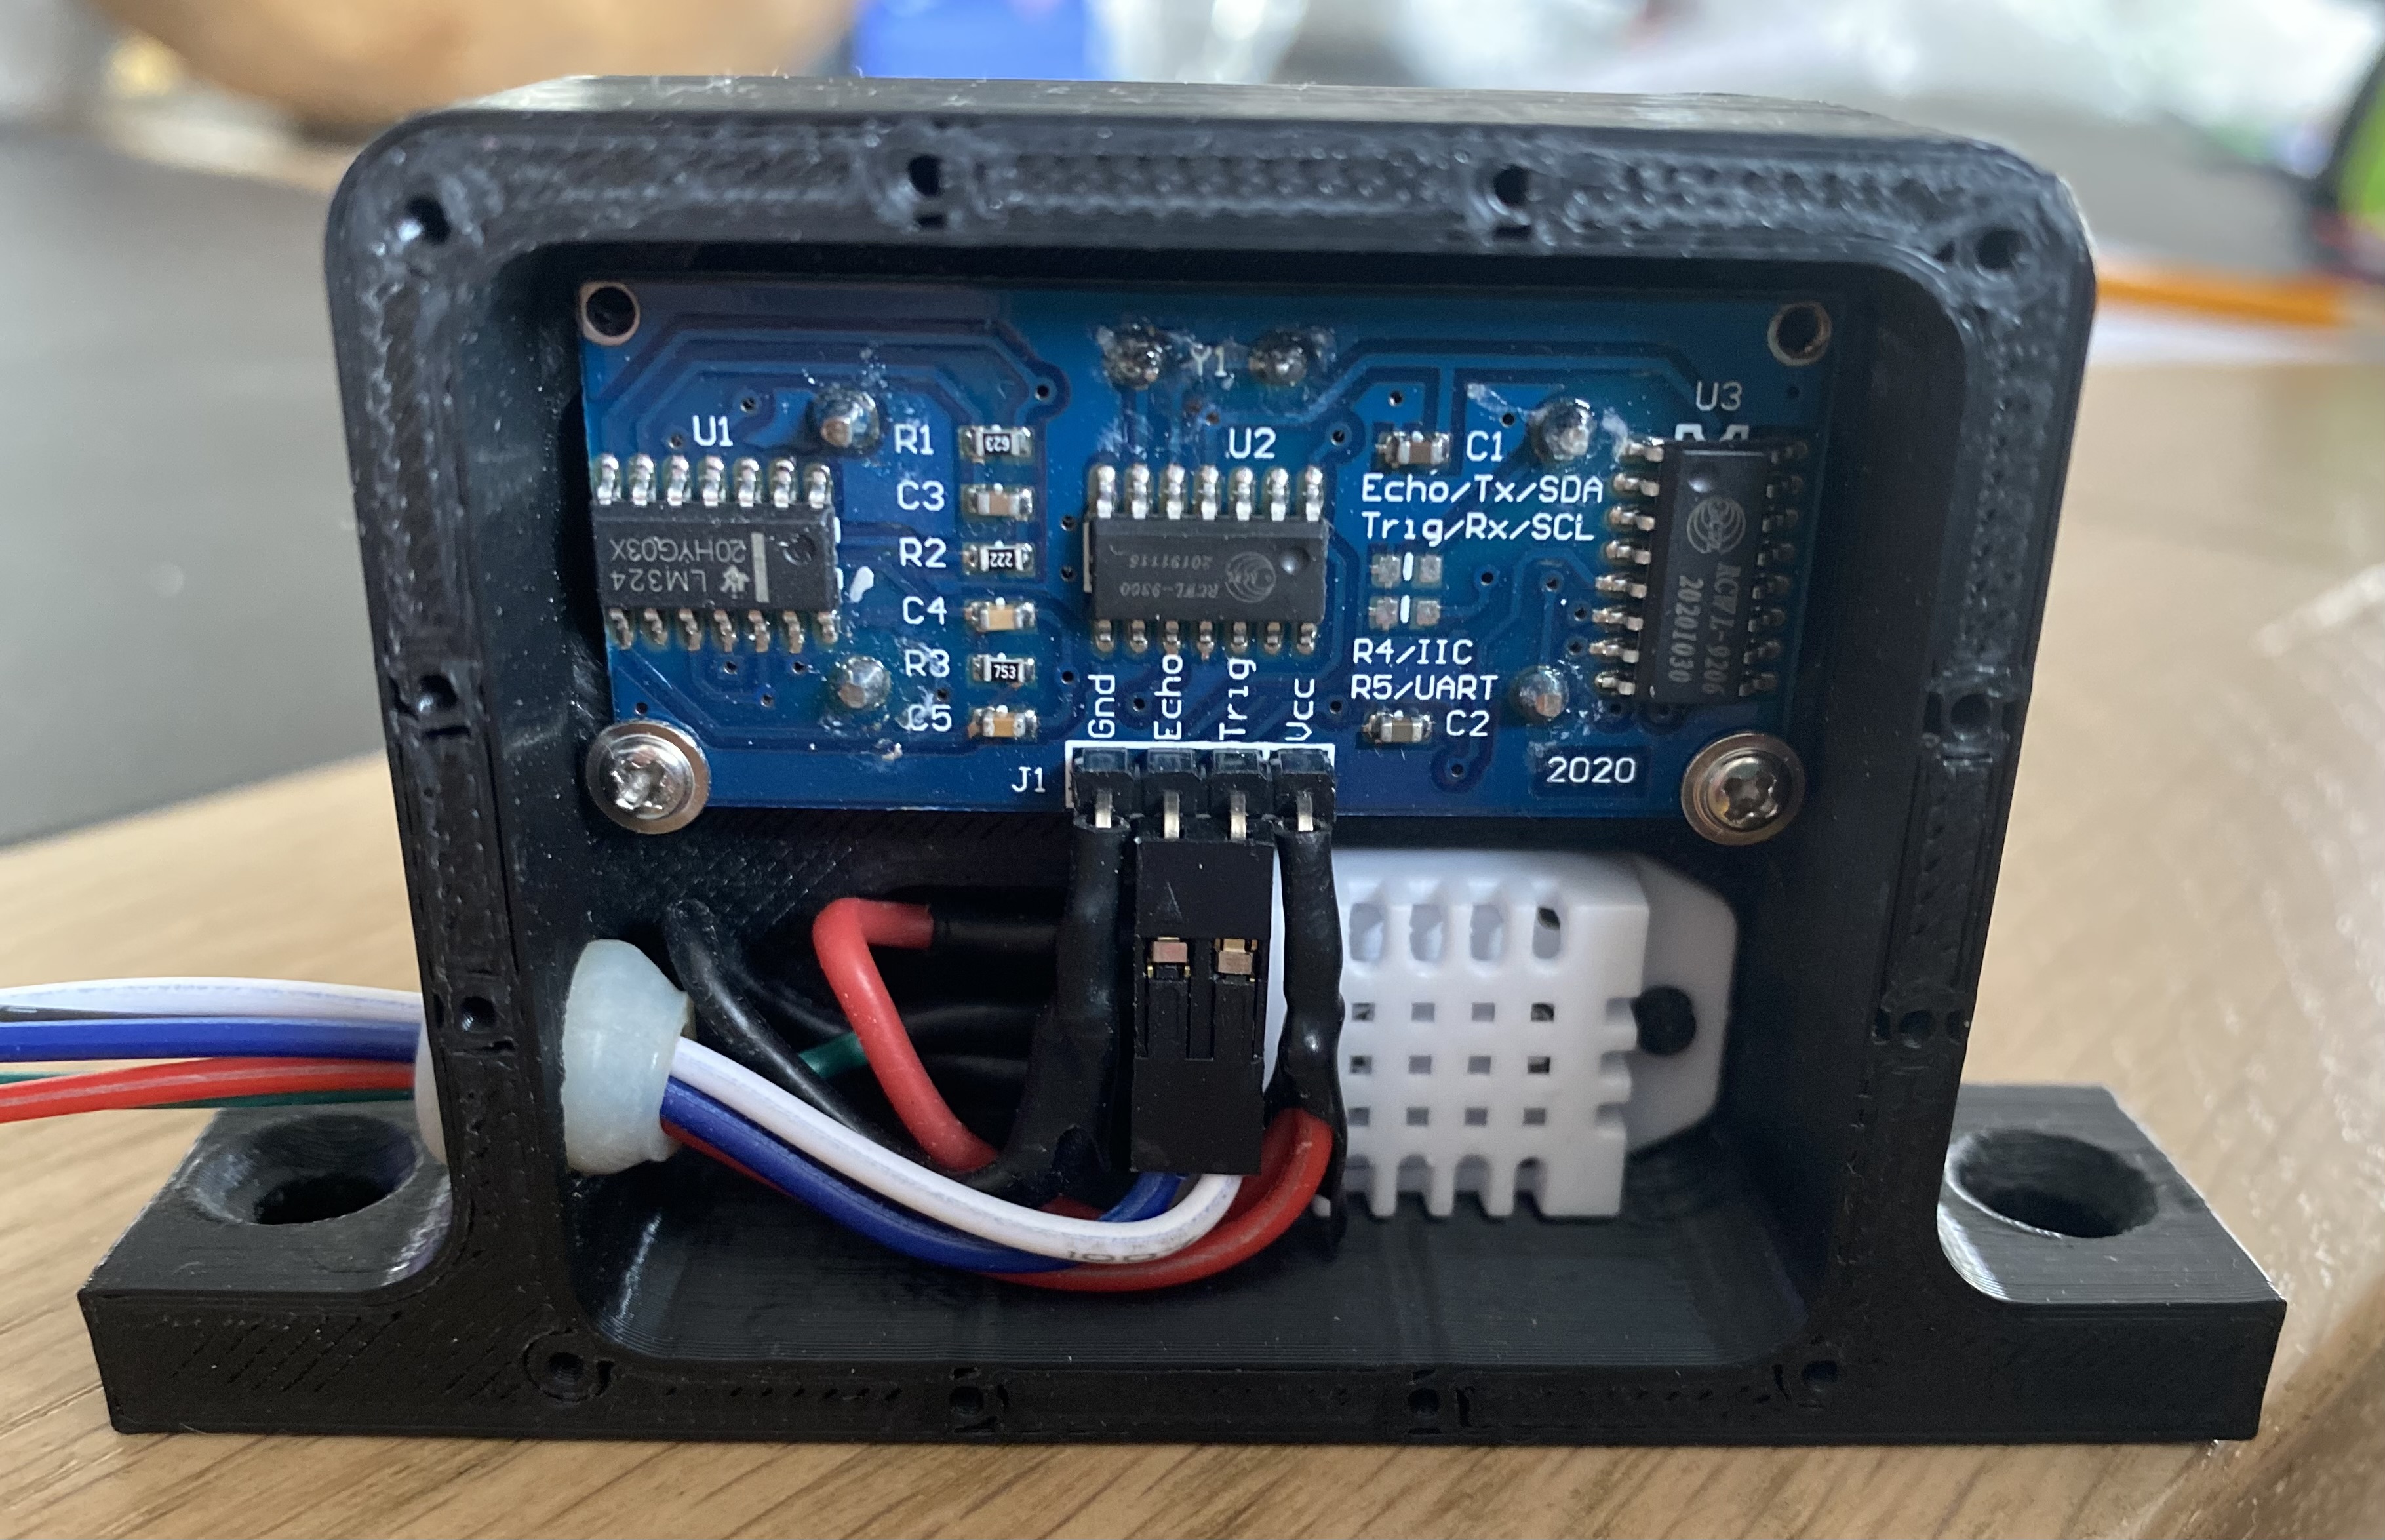 Y1
U3
U1
R1
623
U2
C1
C3
Echo/Tx/SDA
Trig/Rx/SCL
20HYG03X
LM324
R2
222
20191116
RCWL-9300
RCWL-9206
20201030
C4
R4/IIC
R5/UART
R3
753
C5
Gnd
Echo
Trig
Vcc
C2
J1
2020